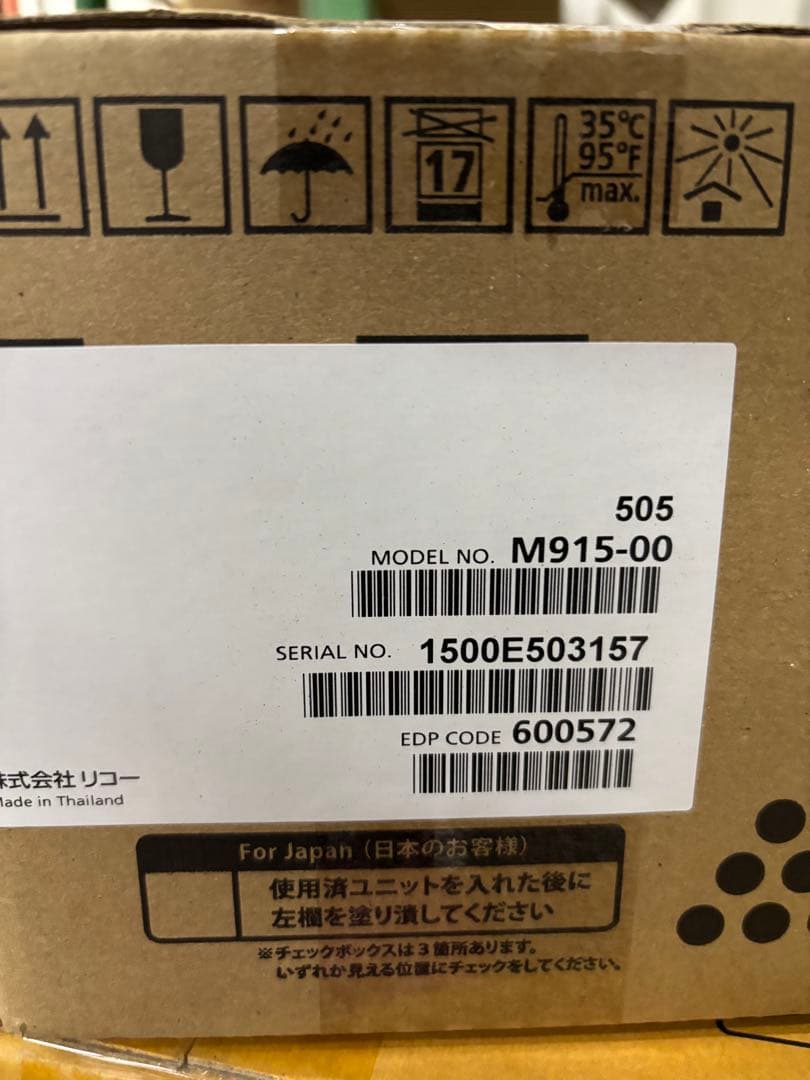 17
35°C
95°F
max.
505
MODEL NO. M915-00
SERIAL NO. 1500E503157
EDP CODE 600572
株式会社リコー
Made in Thailand
For Japan（日本のお客様）
使用済ユニットを入れた後に
左欄を塗り潰してください
※チェックボックスは3箇所あります。
いずれか見える位置にチェックをしてください。